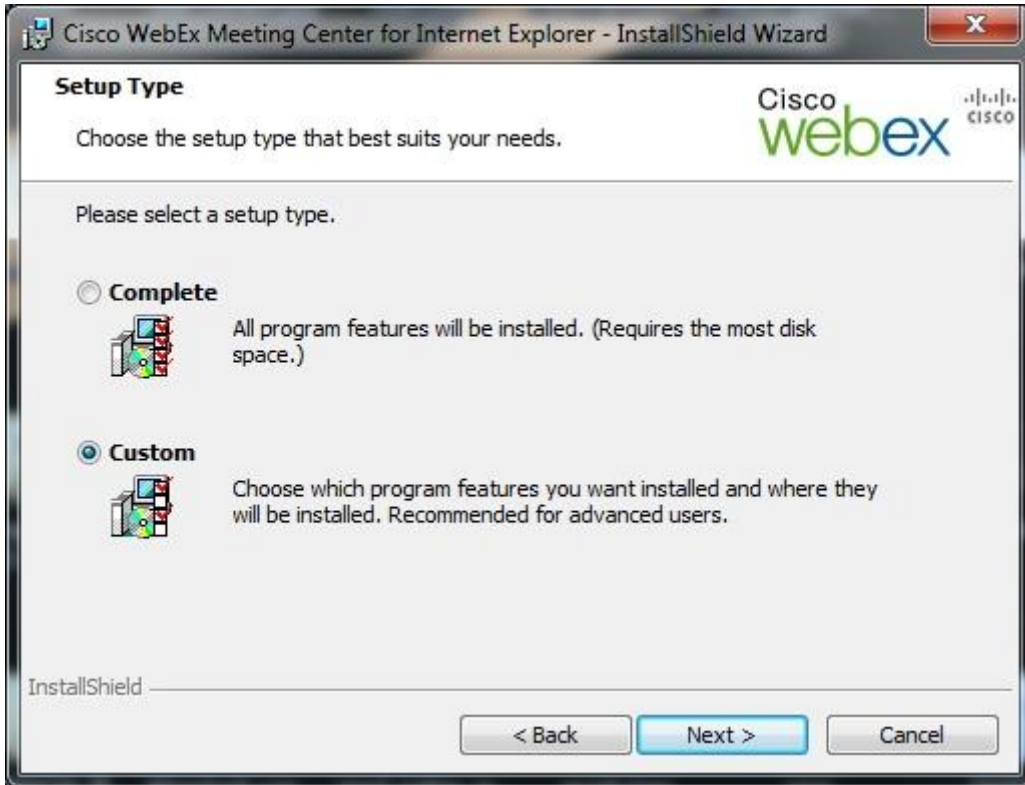 Cisco WebEx Meeting Center for Internet Explorer - InstallShield Wizard
Setup Type
Choose the setup type that best suits your needs.
Cisco
webex
cisco
Please select a setup type.
Complete
All program features will be installed. (Requires the most disk
space.)
Custom
Choose which program features you want installed and where they
will be installed. Recommended for advanced users.
InstallShield
< Back
Next >
Cancel